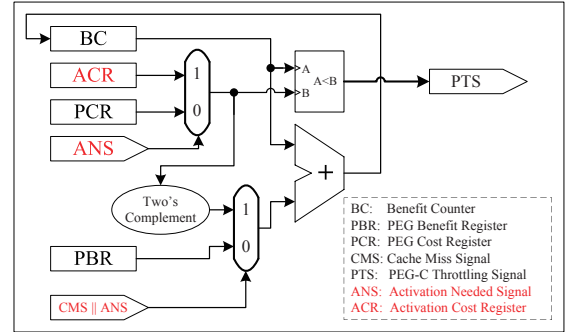 BC
ACR
1
A
A<B
PTS
PCR
0
B
ANS
+
Two's
Complement
1
PBR
0
CMS || ANS
BC: Benefit Counter
PBR: PEG Benefit Register
PCR: PEG Cost Register
CMS: Cache Miss Signal
PTS: PEG-C Throttling Signal
ANS: Activation Needed Signal
ACR: Activation Cost Register